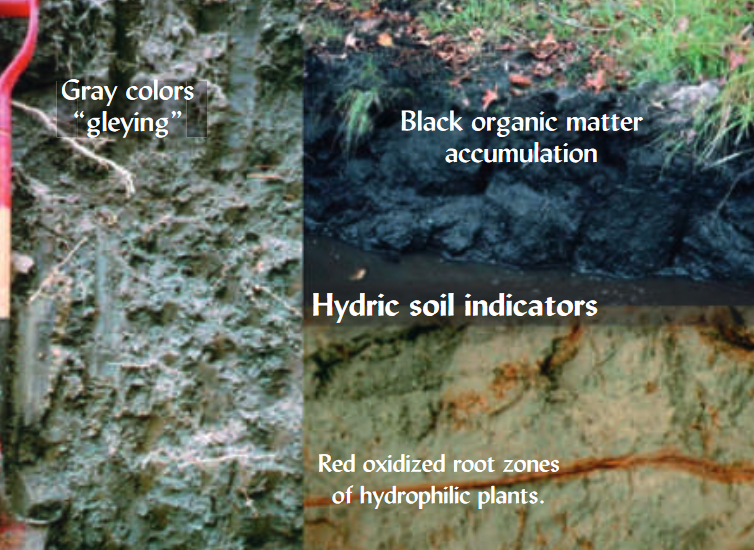 Gray colors
“gleying”
Black organic matter
accumulation
Hydric soil indicators
Red oxidized root zones
of hydrophilic plants.